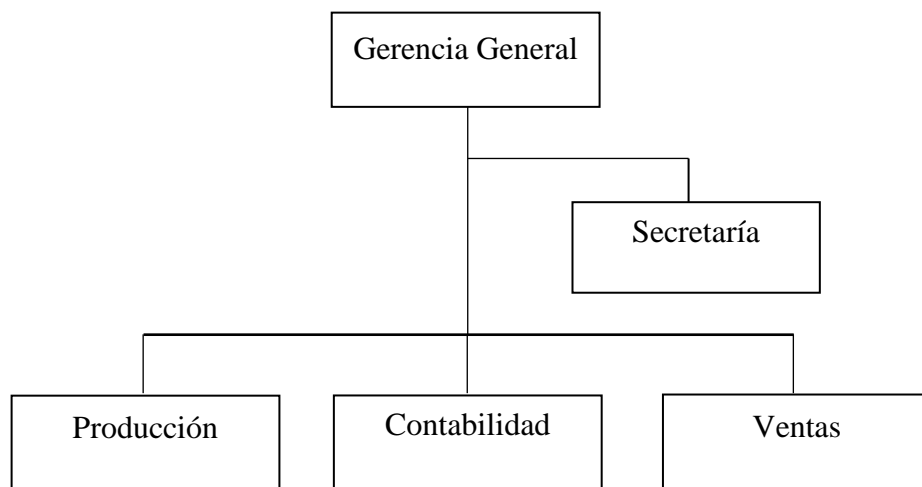 Gerencia General
Secretaría
Producción
Contabilidad
Ventas